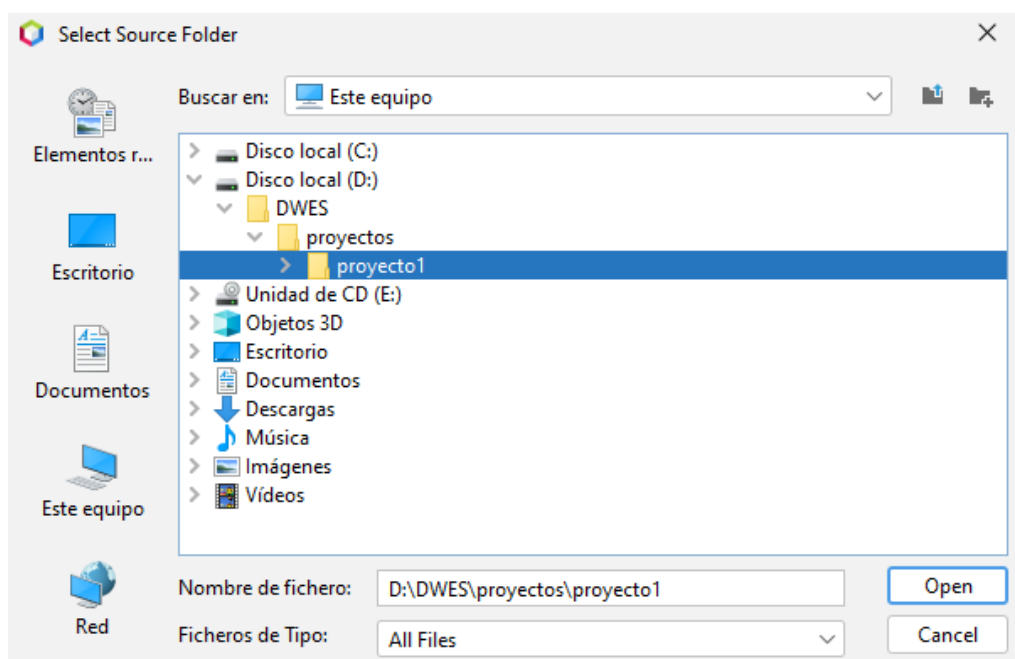 Select Source Folder
Buscar en: Este equipo
Elementos r...
Disco local (C:)
Disco local (D:)
DWES
proyectos
proyecto1
Unidad de CD (E:)
Objetos 3D
Escritorio
Documentos
Descargas
Música
Imágenes
Vídeos
Escritorio
Documentos
Este equipo
Red
Nombre de fichero: D:\DWES\proyectos\proyecto1
Open
Ficheros de Tipo: All Files
Cancel